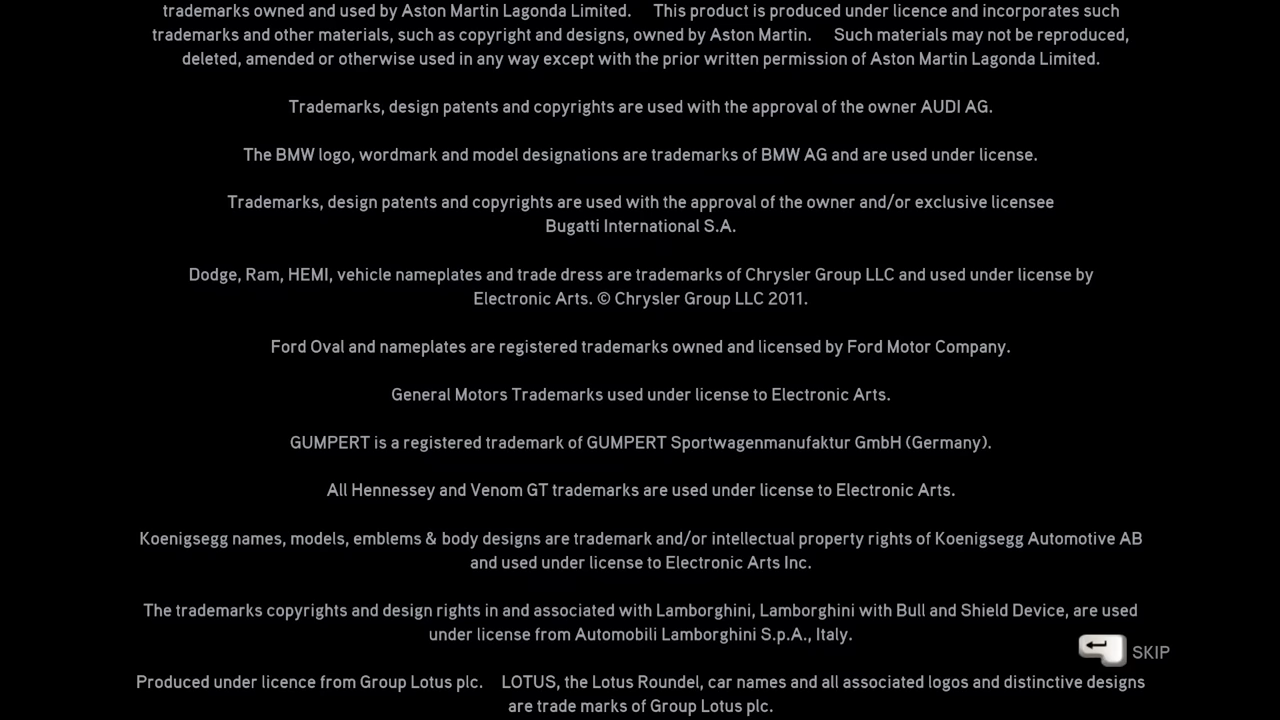 trademarks owned and used by Aston Martin Lagonda Limited. This product is produced under licence and incorporates such
trademarks and other materials, such as copyright and designs, owned by Aston Martin. Such materials may not be reproduced,
deleted, amended or otherwise used in any way except with the prior written permission of Aston Martin Lagonda Limited.
Trademarks, design patents and copyrights are used with the approval of the owner AUDI AG.
The BMW logo, wordmark and model designations are trademarks of BMW AG and are used under license.
Trademarks, design patents and copyrights are used with the approval of the owner and/or exclusive licensee
Bugatti International S.A.
Dodge, Ram, HEMI, vehicle nameplates and trade dress are trademarks of Chrysler Group LLC and used under license by
Electronic Arts. © Chrysler Group LLC 2011.
Ford Oval and nameplates are registered trademarks owned and licensed by Ford Motor Company.
General Motors Trademarks used under license to Electronic Arts.
GUMPERT is a registered trademark of GUMPERT Sportwagenmanufaktur GmbH (Germany).
All Hennessey and Venom GT trademarks are used under license to Electronic Arts.
Koenigsegg names, models, emblems & body designs are trademark and/or intellectual property rights of Koenigsegg Automotive AB
and used under license to Electronic Arts Inc.
The trademarks copyrights and design rights in and associated with Lamborghini, Lamborghini with Bull and Shield Device, are used
under license from Automobili Lamborghini S.p.A., Italy.
SKIP
Produced under licence from Group Lotus plc. LOTUS, the Lotus Roundel, car names and all associated logos and distinctive designs
are trade marks of Group Lotus plc.